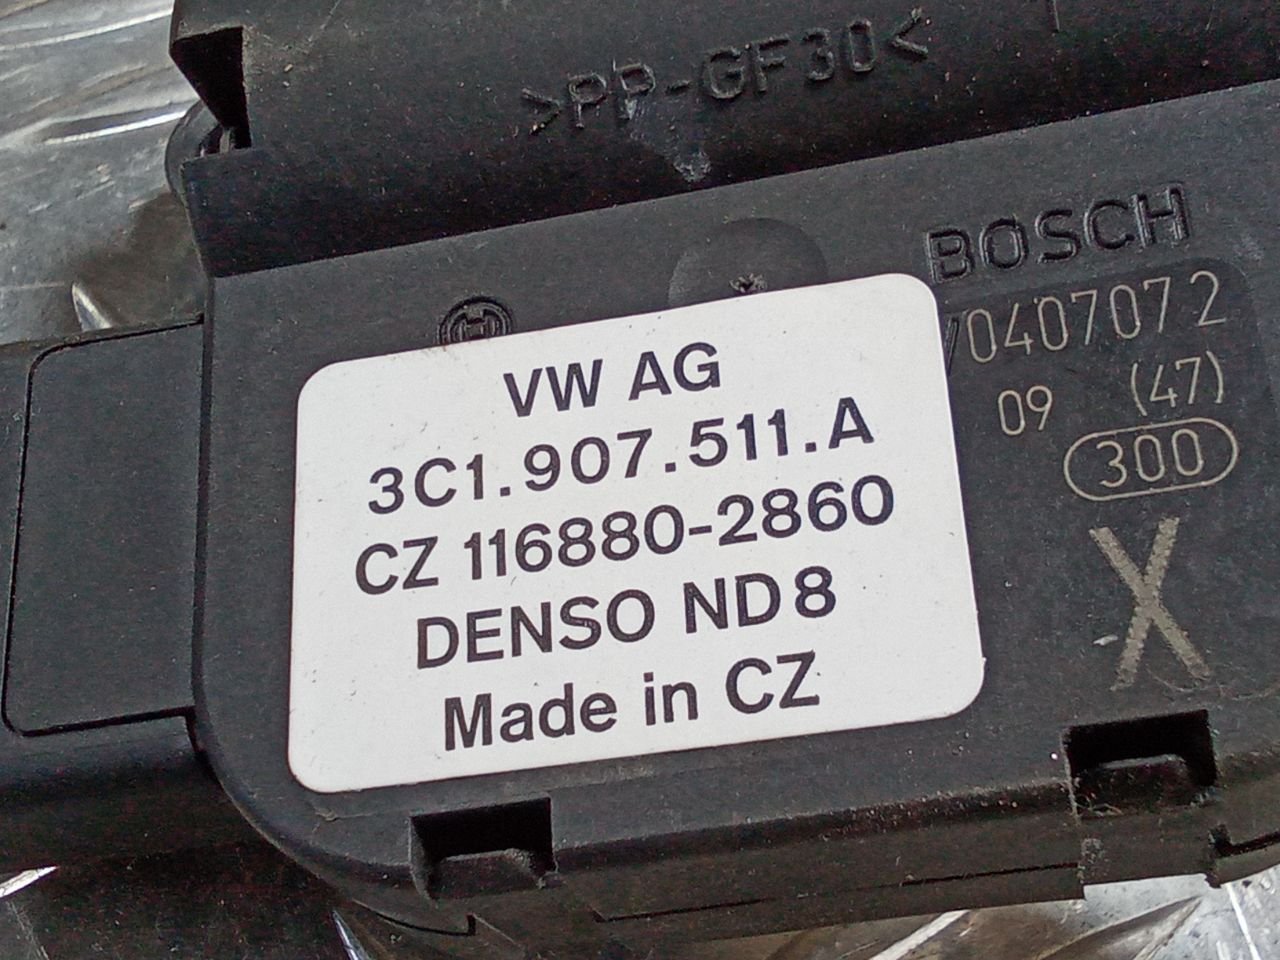 >PP-GF30<
BOSCH
VW AG
3C1.907.511.A
CZ 116880-2860
DENSO ND8
Made in CZ
0407072
09 (47)
300
X